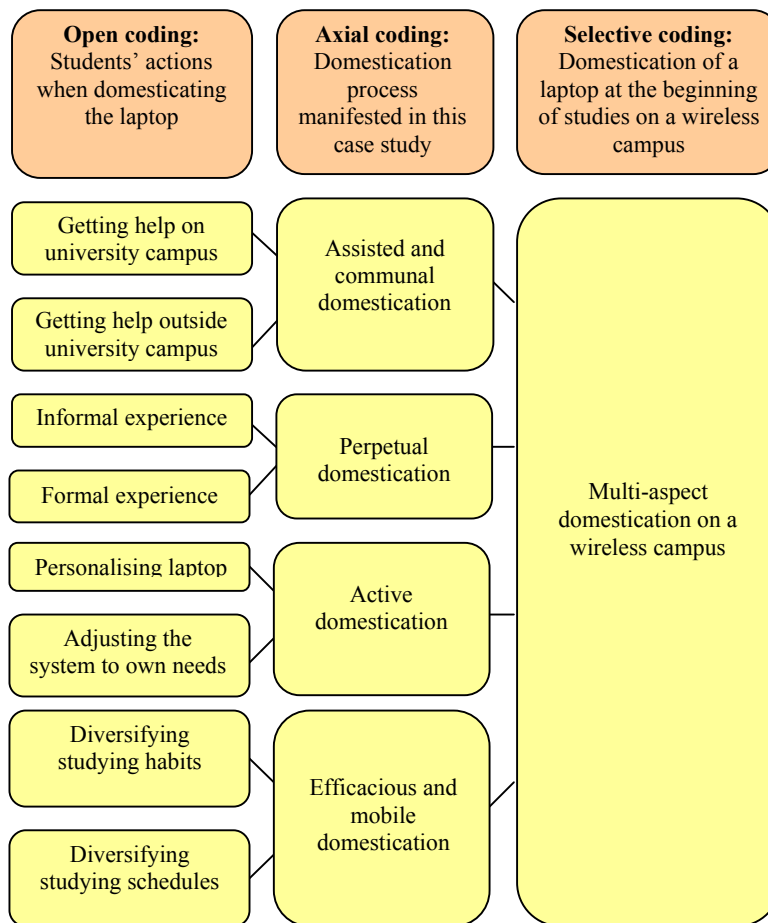 Open coding:
Students’ actions
when domesticating
the laptop
Axial coding:
Domestication
process
manifested in this
case study
Selective coding:
Domestication of a
laptop at the beginning
of studies on a wireless
campus
Getting help on
university campus
Getting help outside
university campus
Assisted and
communal
domestication
Informal experience
Formal experience
Perpetual
domestication
Personalising laptop
Adjusting the
system to own needs
Active
domestication
Diversifying
studying habits
Diversifying
studying schedules
Efficacious and
mobile
domestication
Multi-aspect
domestication on a
wireless campus